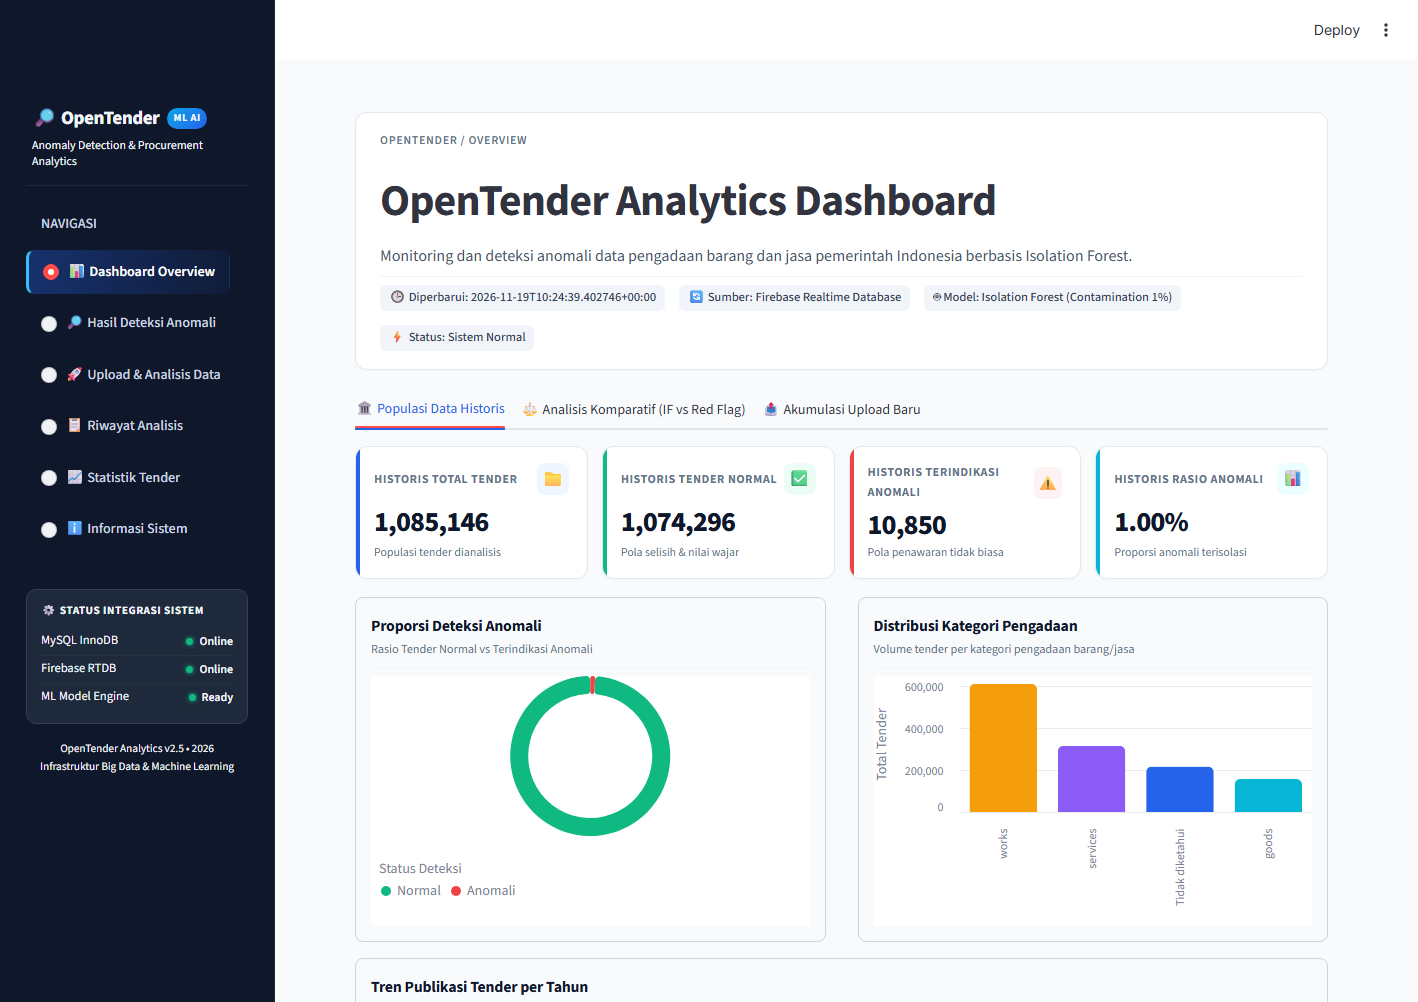 Deploy
OpenTender ML AI
Anomaly Detection & Procurement
Analytics
NAVIGASI
Dashboard Overview
Hasil Deteksi Anomali
Upload & Analisis Data
Riwayat Analisis
Statistik Tender
Informasi Sistem
STATUS INTEGRASI SISTEM
MySQL InnoDB Online
Firebase RTDB Online
ML Model Engine Ready
OpenTender Analytics v2.5 • 2026
Infrastruktur Big Data & Machine Learning
OPENTENDER / OVERVIEW
OpenTender Analytics Dashboard
Monitoring dan deteksi anomali data pengadaan barang dan jasa pemerintah Indonesia berbasis Isolation Forest.
Diperbarui: 2026-11-19T10:24:39.402746+00:00 Sumber: Firebase Realtime Database Model: Isolation Forest (Contamination 1%)
Status: Sistem Normal
Populasi Data Historis Analisis Komparatif (IF vs Red Flag) Akumulasi Upload Baru
HISTORIS TOTAL TENDER
1,085,146
Populasi tender dianalisis
HISTORIS TENDER NORMAL
1,074,296
Pola selisih & nilai wajar
HISTORIS TERINDIKASI
ANOMALI
10,850
Pola penawaran tidak biasa
HISTORIS RASIO ANOMALI
1.00%
Proporsi anomali terisolasi
Proporsi Deteksi Anomali
Rasio Tender Normal vs Terindikasi Anomali
Status Deteksi
Normal Anomali
Distribusi Kategori Pengadaan
Volume tender per kategori pengadaan barang/jasa
Total Tender
600,000
400,000
200,000
0
works
services
Tidak diketahui
goods
Tren Publikasi Tender per Tahun